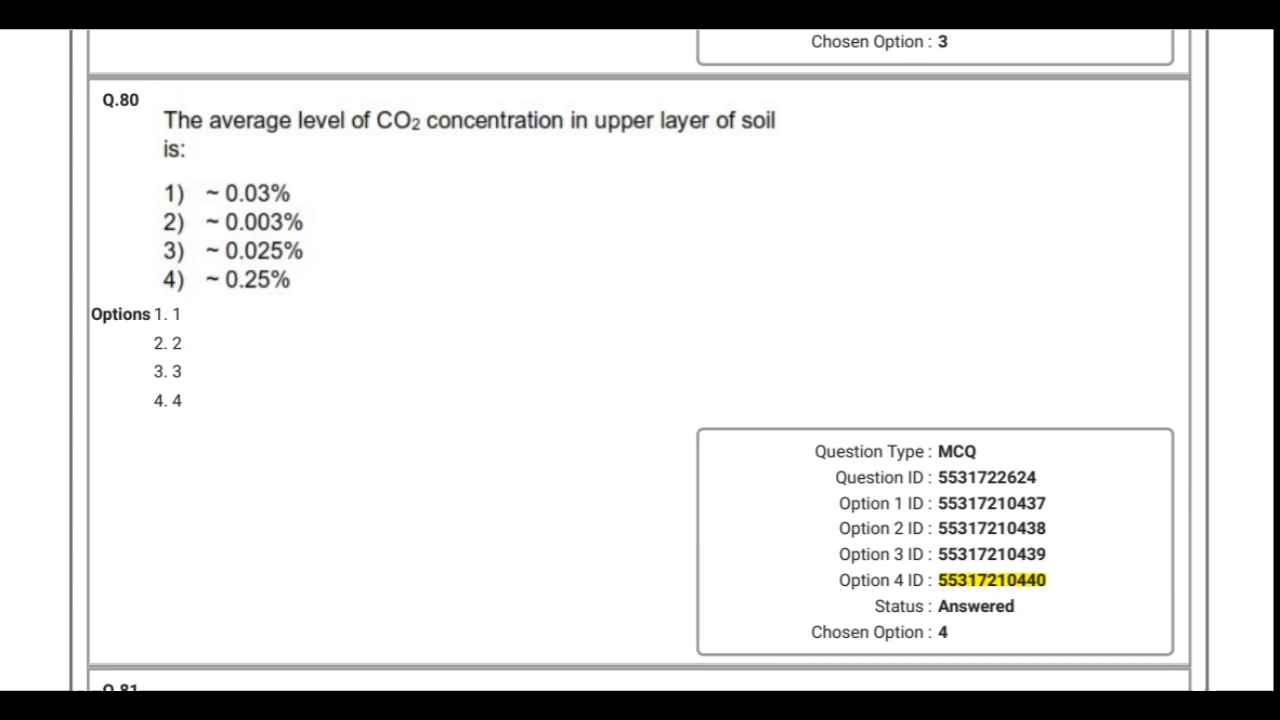 Chosen Option : 3
Q.80
The average level of CO₂ concentration in upper layer of soil
is:
1) ~ 0.03%
2) ~ 0.003%
3) ~ 0.025%
4) ~ 0.25%
Options 1. 1
2. 2
3. 3
4. 4
Question Type : MCQ
Question ID : 5531722624
Option 1 ID : 55317210437
Option 2 ID : 55317210438
Option 3 ID : 55317210439
Option 4 ID : 55317210440
Status : Answered
Chosen Option : 4
Q.81